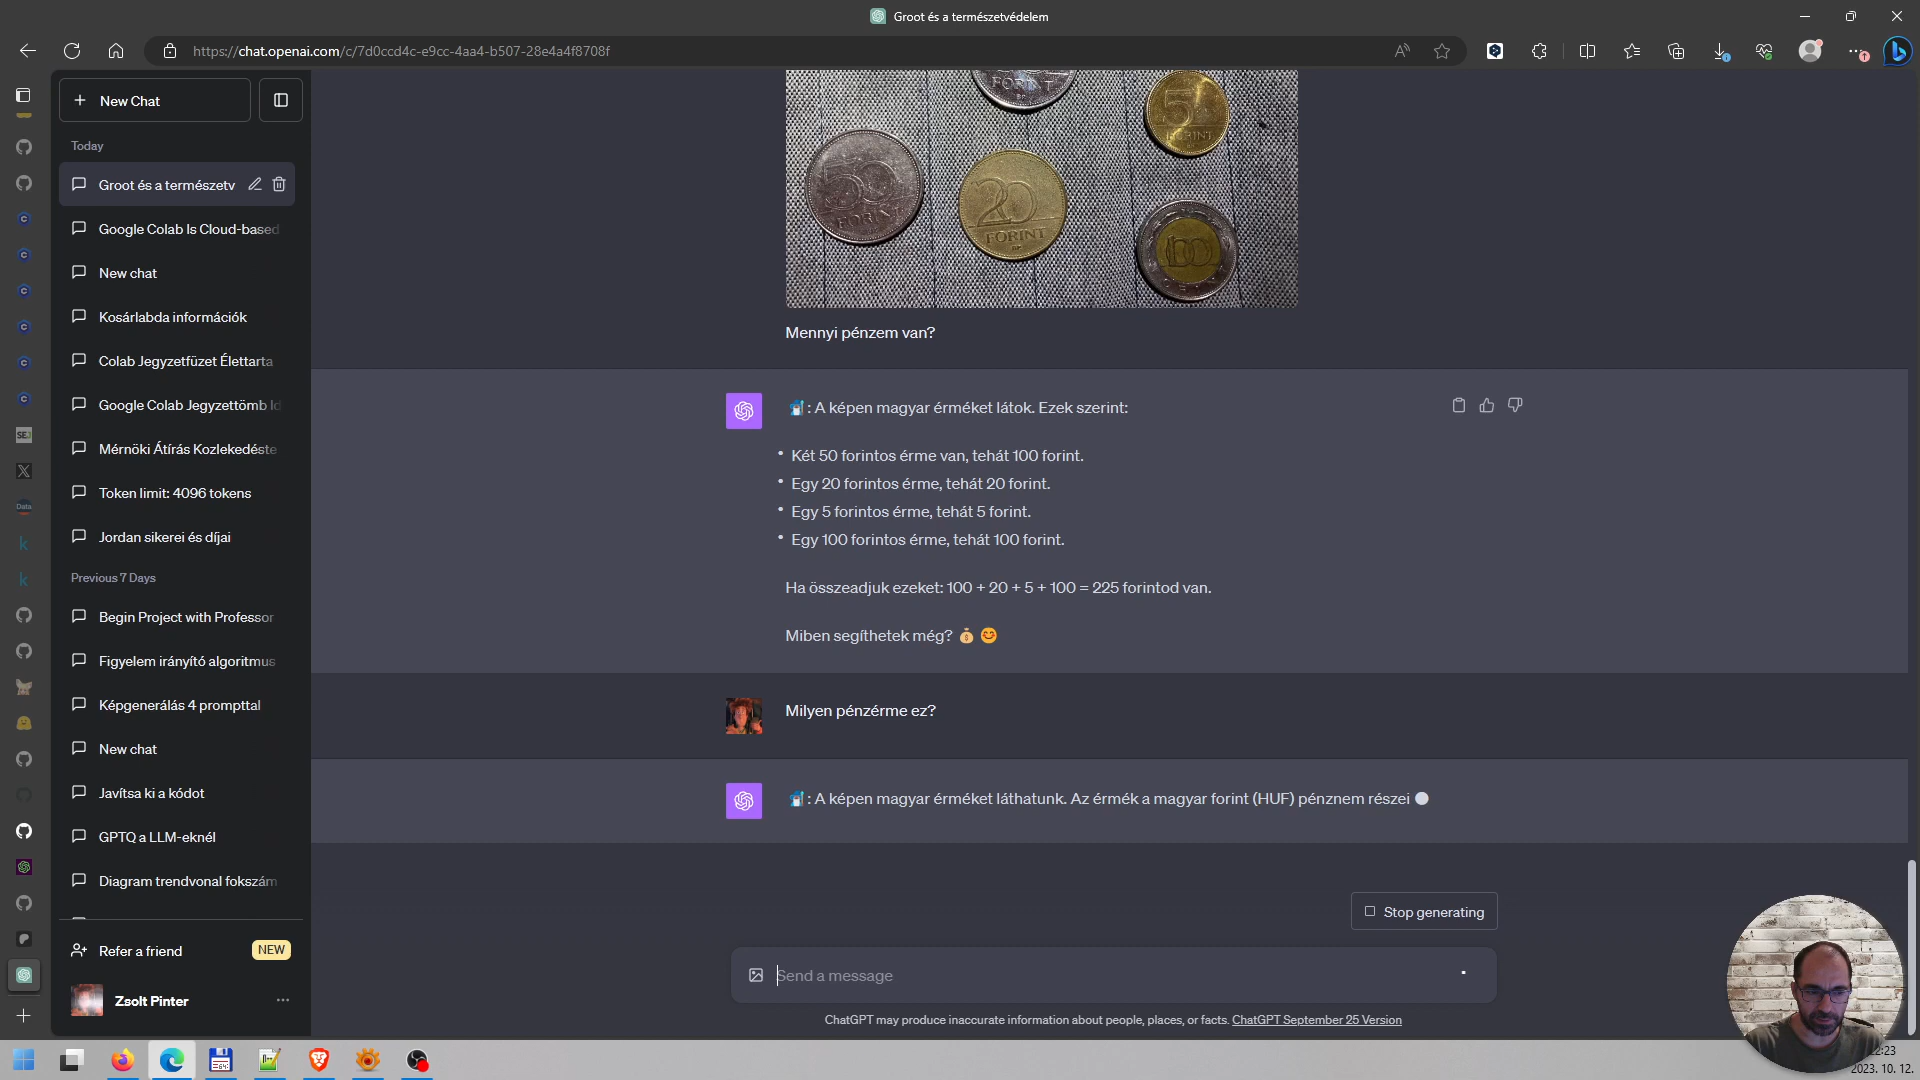 Groot és a természetvédelem
https://chat.openai.com/c/7d0ccd4c-e9cc-4aa4-b507-28e4a4f8708f
New Chat
Today
Groot és a természetv
Google Colab Is Cloud-based
New chat
Kosárlabda információk
Colab Jegyzetfüzet Élettarta
Google Colab Jegyzettömb Id
Mérnöki Átírás Kozlekedéste
Token limit: 4096 tokens
Jordan sikerei és díjai
Previous 7 Days
Begin Project with Professor
Figyelem irányító algoritmus
Képgenerálás 4 prompttal
New chat
Javítsa ki a kódot
GPTQ a LLM-eknél
Diagram trendvonal fokszám
Refer a friend
NEW
Zsolt Pinter
FORINT
5
FORINT
50
FORINT
20
FORINT
100
Mennyi pénzem van?
: A képen magyar érméket látok. Ezek szerint:
• Két 50 forintos érme van, tehát 100 forint.
• Egy 20 forintos érme, tehát 20 forint.
• Egy 5 forintos érme, tehát 5 forint.
• Egy 100 forintos érme, tehát 100 forint.
Ha összeadjuk ezeket: 100 + 20 + 5 + 100 = 225 forintod van.
Miben segíthetek még?
Milyen pénzérme ez?
: A képen magyar érméket láthatunk. Az érmék a magyar forint (HUF) pénznem részei
Stop generating
Send a message
ChatGPT may produce inaccurate information about people, places, or facts. ChatGPT September 25 Version
2023. 10. 12.